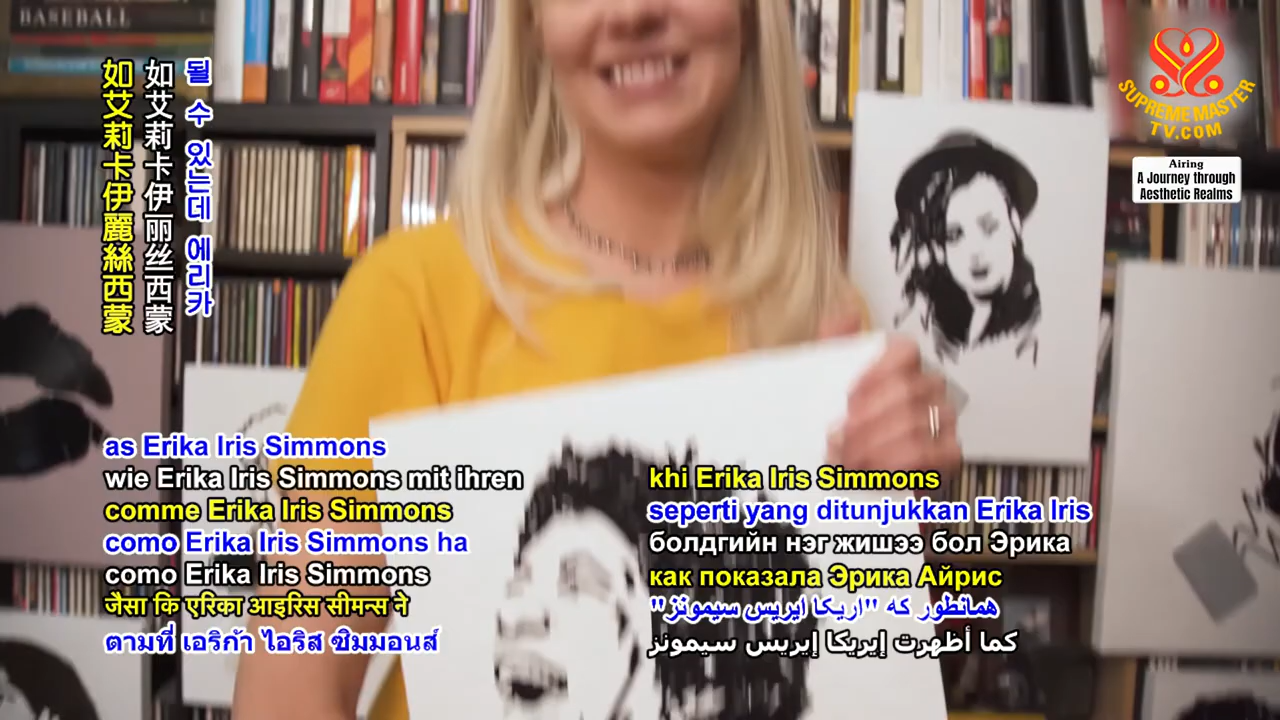 BASEBALL
如艾莉卡伊麗絲西蒙
如艾莉卡伊丽丝西蒙
될 수 있는데 에리카
SUPREME MASTER
TV.COM
Airing
A Journey through
Aesthetic Realms
as Erika Iris Simmons
wie Erika Iris Simmons mit ihren
comme Erika Iris Simmons
como Erika Iris Simmons ha
como Erika Iris Simmons
जैसा कि एरिका आइरिस सीमन्स ने
ตามที่ เอริก้า ไอริส ซิมมอนส์
khi Erika Iris Simmons
seperti yang ditunjukkan Erika Iris
болдгийн нэг жишээ бол Эрика
как показала Эрика Айрис
همانطور که "اریکا ایریس سیمونز"
كما أظهرت إيريكا إيريس سيمونز